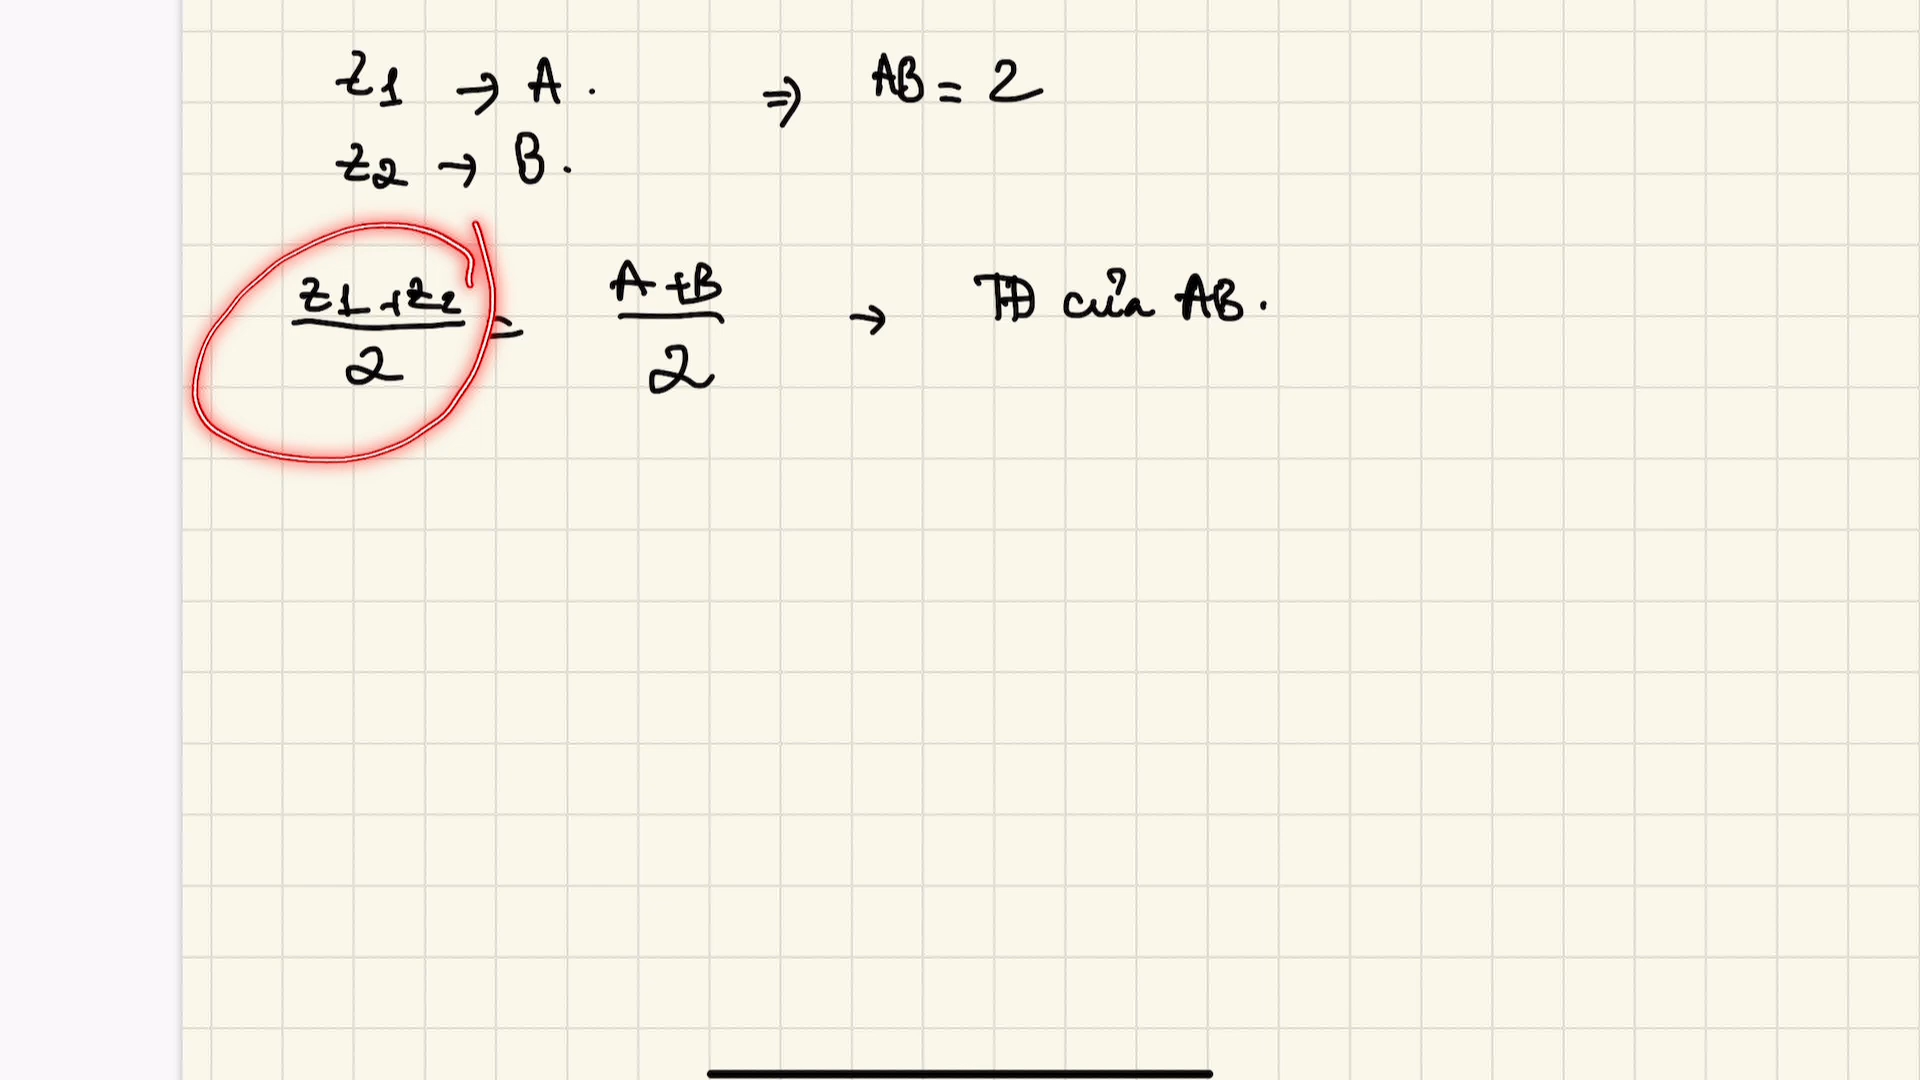 z1 → A . ⇒ AB = 2
z2 → B .
(z1 + z2)/2 = (A + B)/2 → TĐ của AB .